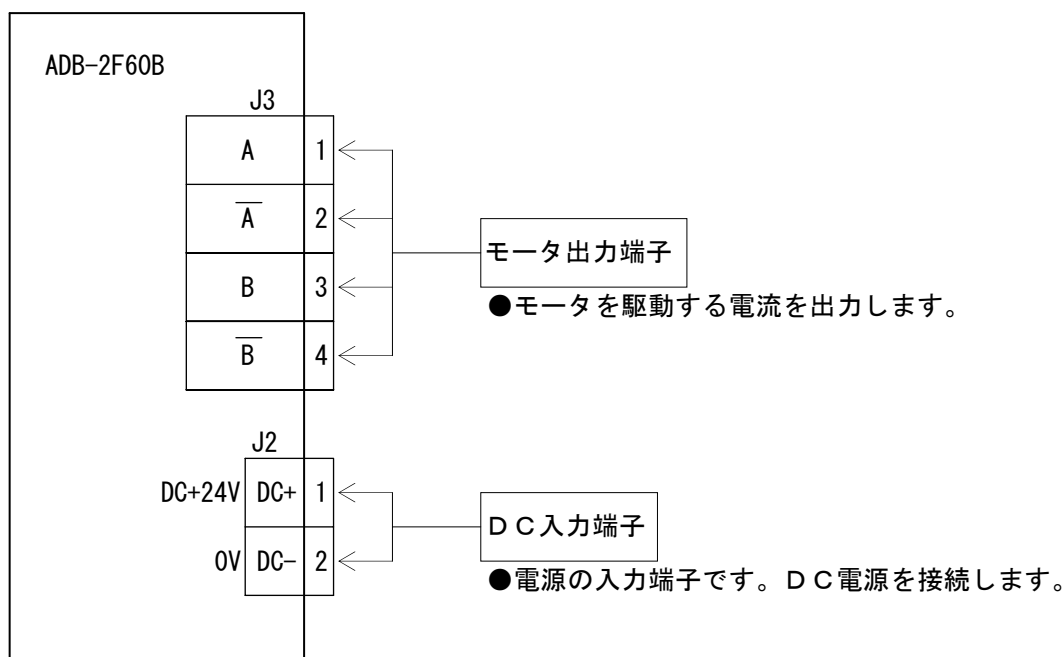 ADB-2F60B
J3
A 1
A̅ 2
B 3
B̅ 4
モータ出力端子
●モータを駆動する電流を出力します。
J2
DC+24V DC+ 1
0V DC- 2
ＤＣ入力端子
●電源の入力端子です。ＤＣ電源を接続します。